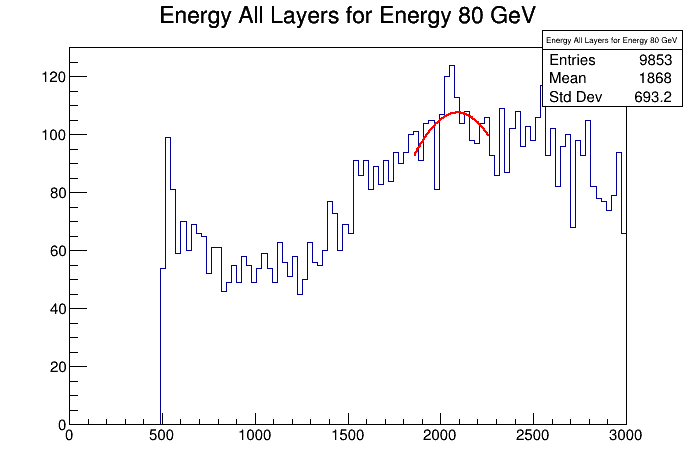 Energy All Layers for Energy 80 GeV
Energy All Layers for Energy 80 GeV
Entries 9853
Mean 1868
Std Dev 693.2
120
100
80
60
40
20
0
0 500 1000 1500 2000 2500 3000